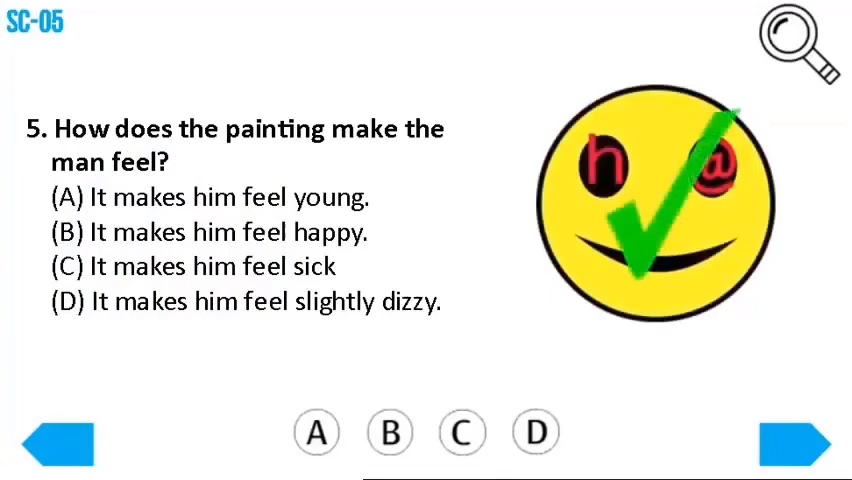 SC-05
5. How does the painting make the
man feel?
(A) It makes him feel young.
(B) It makes him feel happy.
(C) It makes him feel sick
(D) It makes him feel slightly dizzy.
h @
A B C D